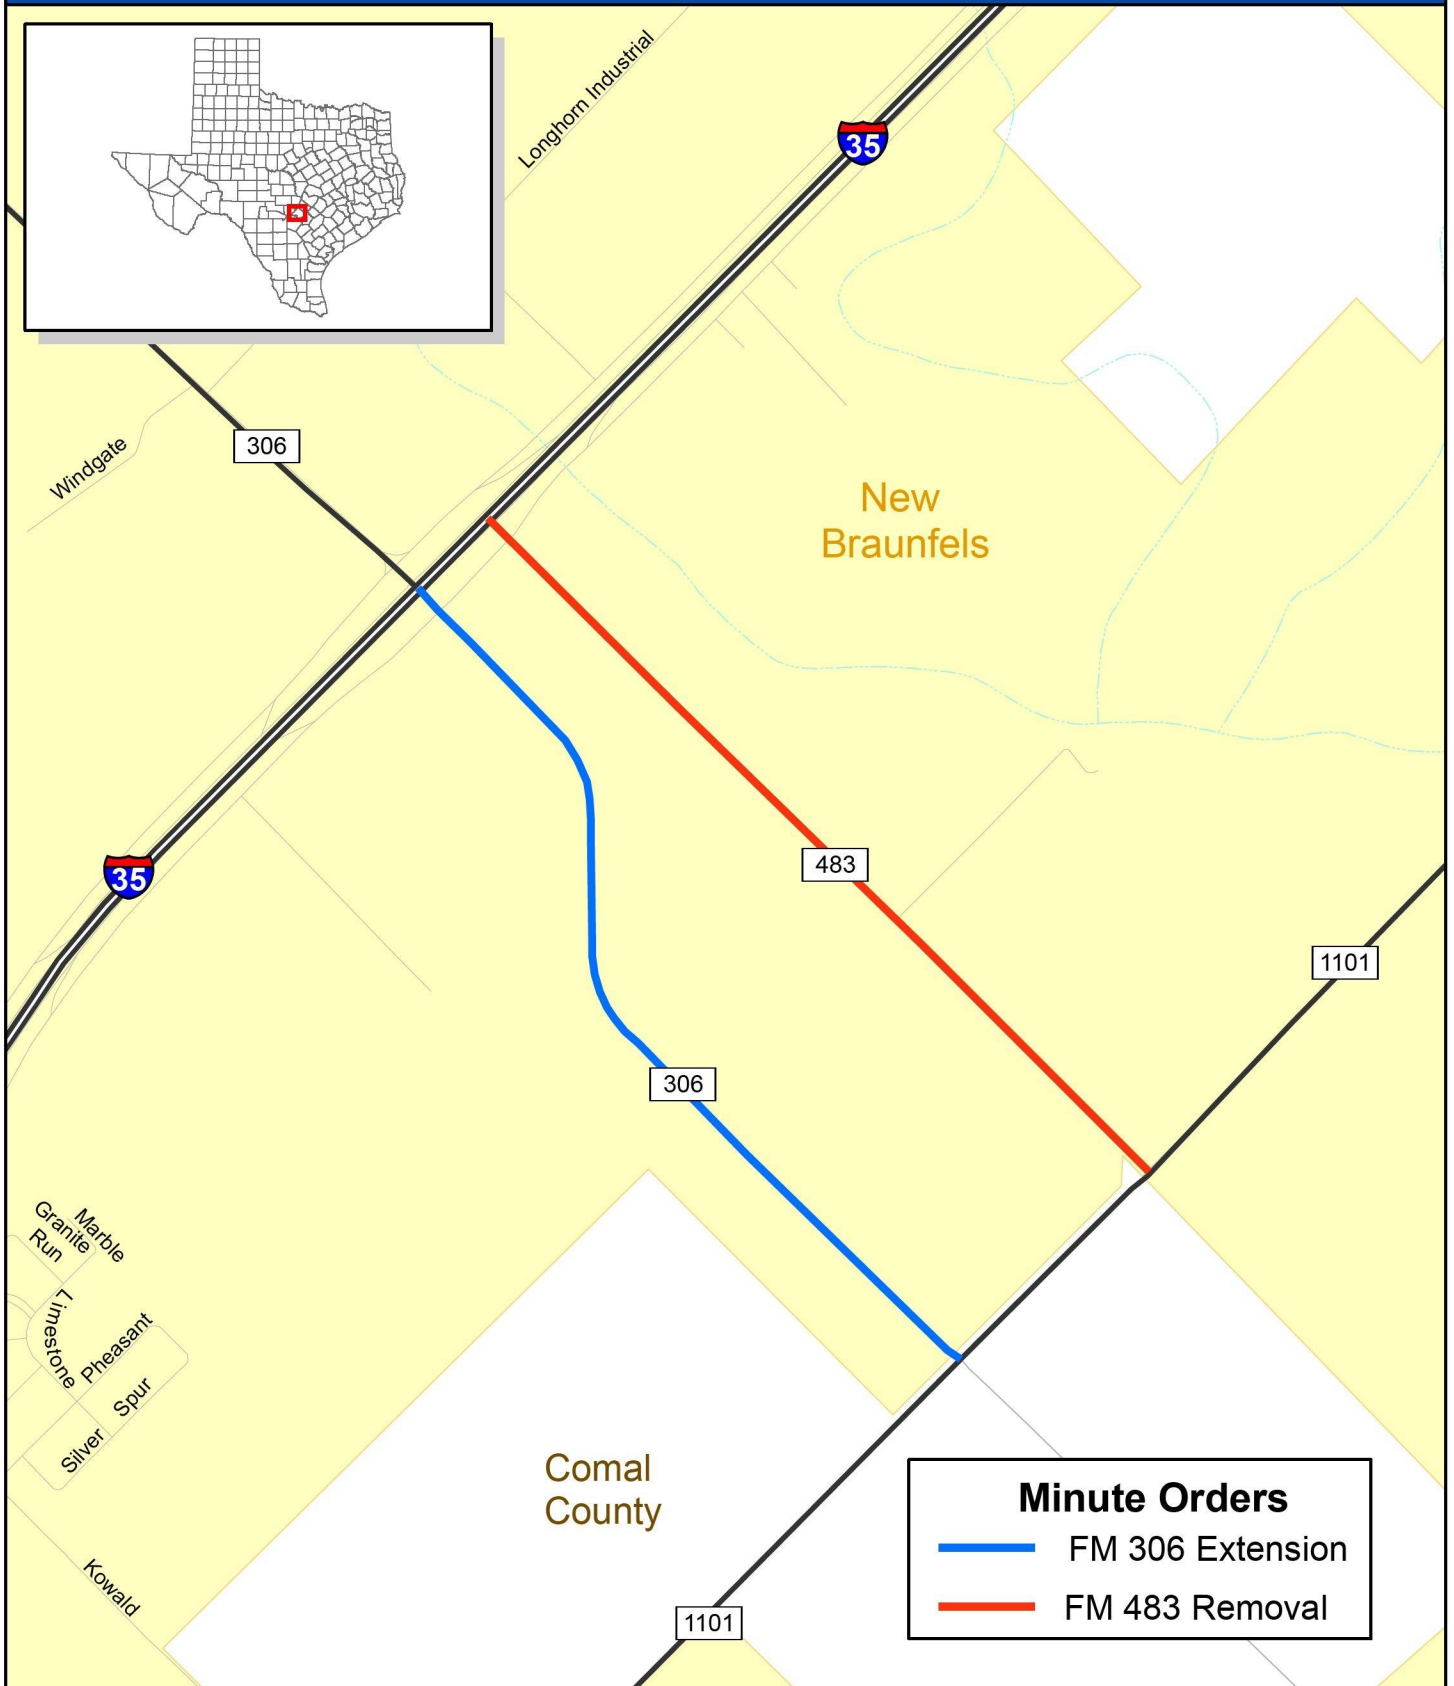 Longhorn Industrial
35
306
Windgate
New
Braunfels
483
35
1101
306
Marble
Granite
Run
Limestone
Pheasant
Spur
Silver
Comal
County
Kowald
1101
Minute Orders
FM 306 Extension
FM 483 Removal